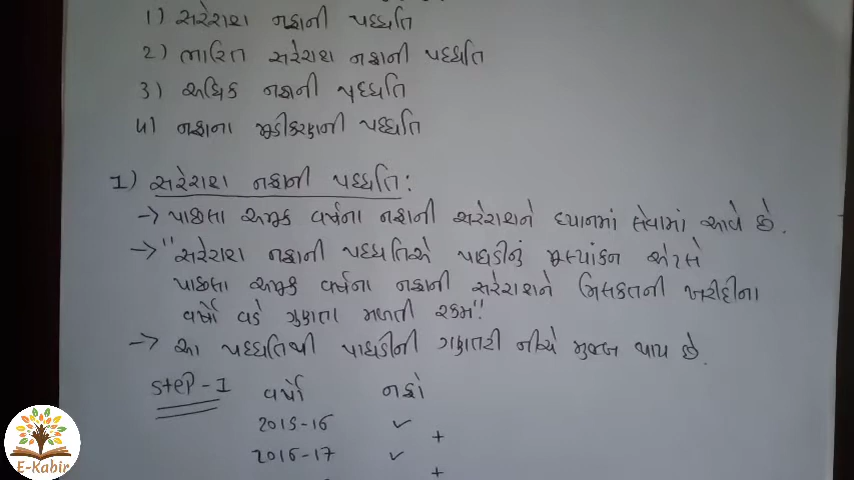 1) સરેરાશ નફાની પદ્ધતિ
2) ભારિત સરેરાશ નફાની પદ્ધતિ
3) અધિક નફાની પદ્ધતિ
4) નફાના મૂડીકરણની પદ્ધતિ
1) સરેરાશ નફાની પદ્ધતિ:
→ પાછલા અમુક વર્ષના નફાની સરેરાશને ધ્યાનમાં લેવામાં આવે છે.
→ "સરેરાશ નફાની પદ્ધતિએ પાઘડીનું મૂલ્યાંકન એટલે
પાછલા અમુક વર્ષના નફાની સરેરાશને મિલકતની ખરીદીના
વર્ષો વડે ગુણાતા મળતી રકમ"
→ આ પદ્ધતિથી પાઘડીની ગણતરી નીચે મુજબ થાય છે.
Step-1 વર્ષો નફો
2015-16 ✓
+
2016-17 ✓
+
E-Kabir